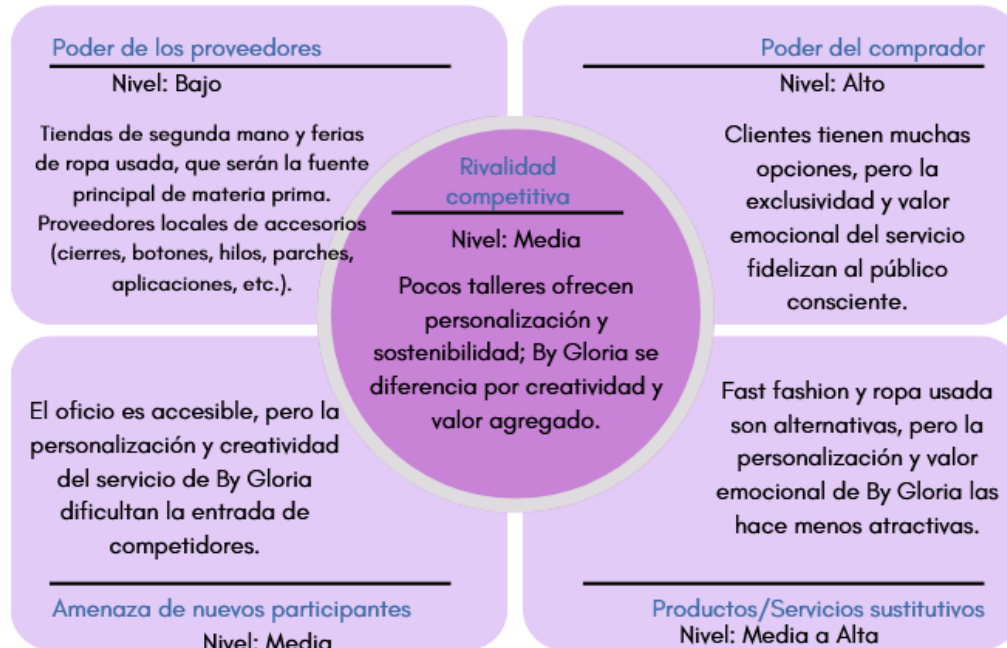 Poder de los proveedores
Nivel: Bajo
Tiendas de segunda mano y ferias
de ropa usada, que serán la fuente
principal de materia prima.
Proveedores locales de accesorios
(cierres, botones, hilos, parches,
aplicaciones, etc.).
Poder del comprador
Nivel: Alto
Clientes tienen muchas
opciones, pero la
exclusividad y valor
emocional del servicio
fidelizan al público
consciente.
Rivalidad
competitiva
Nivel: Media
Pocos talleres ofrecen
personalización y
sostenibilidad; By Gloria se
diferencia por creatividad y
valor agregado.
El oficio es accesible, pero la
personalización y creatividad
del servicio de By Gloria
dificultan la entrada de
competidores.
Amenaza de nuevos participantes
Nivel: Media
Fast fashion y ropa usada
son alternativas, pero la
personalización y valor
emocional de By Gloria las
hace menos atractivas.
Productos/Servicios sustitutivos
Nivel: Media a Alta